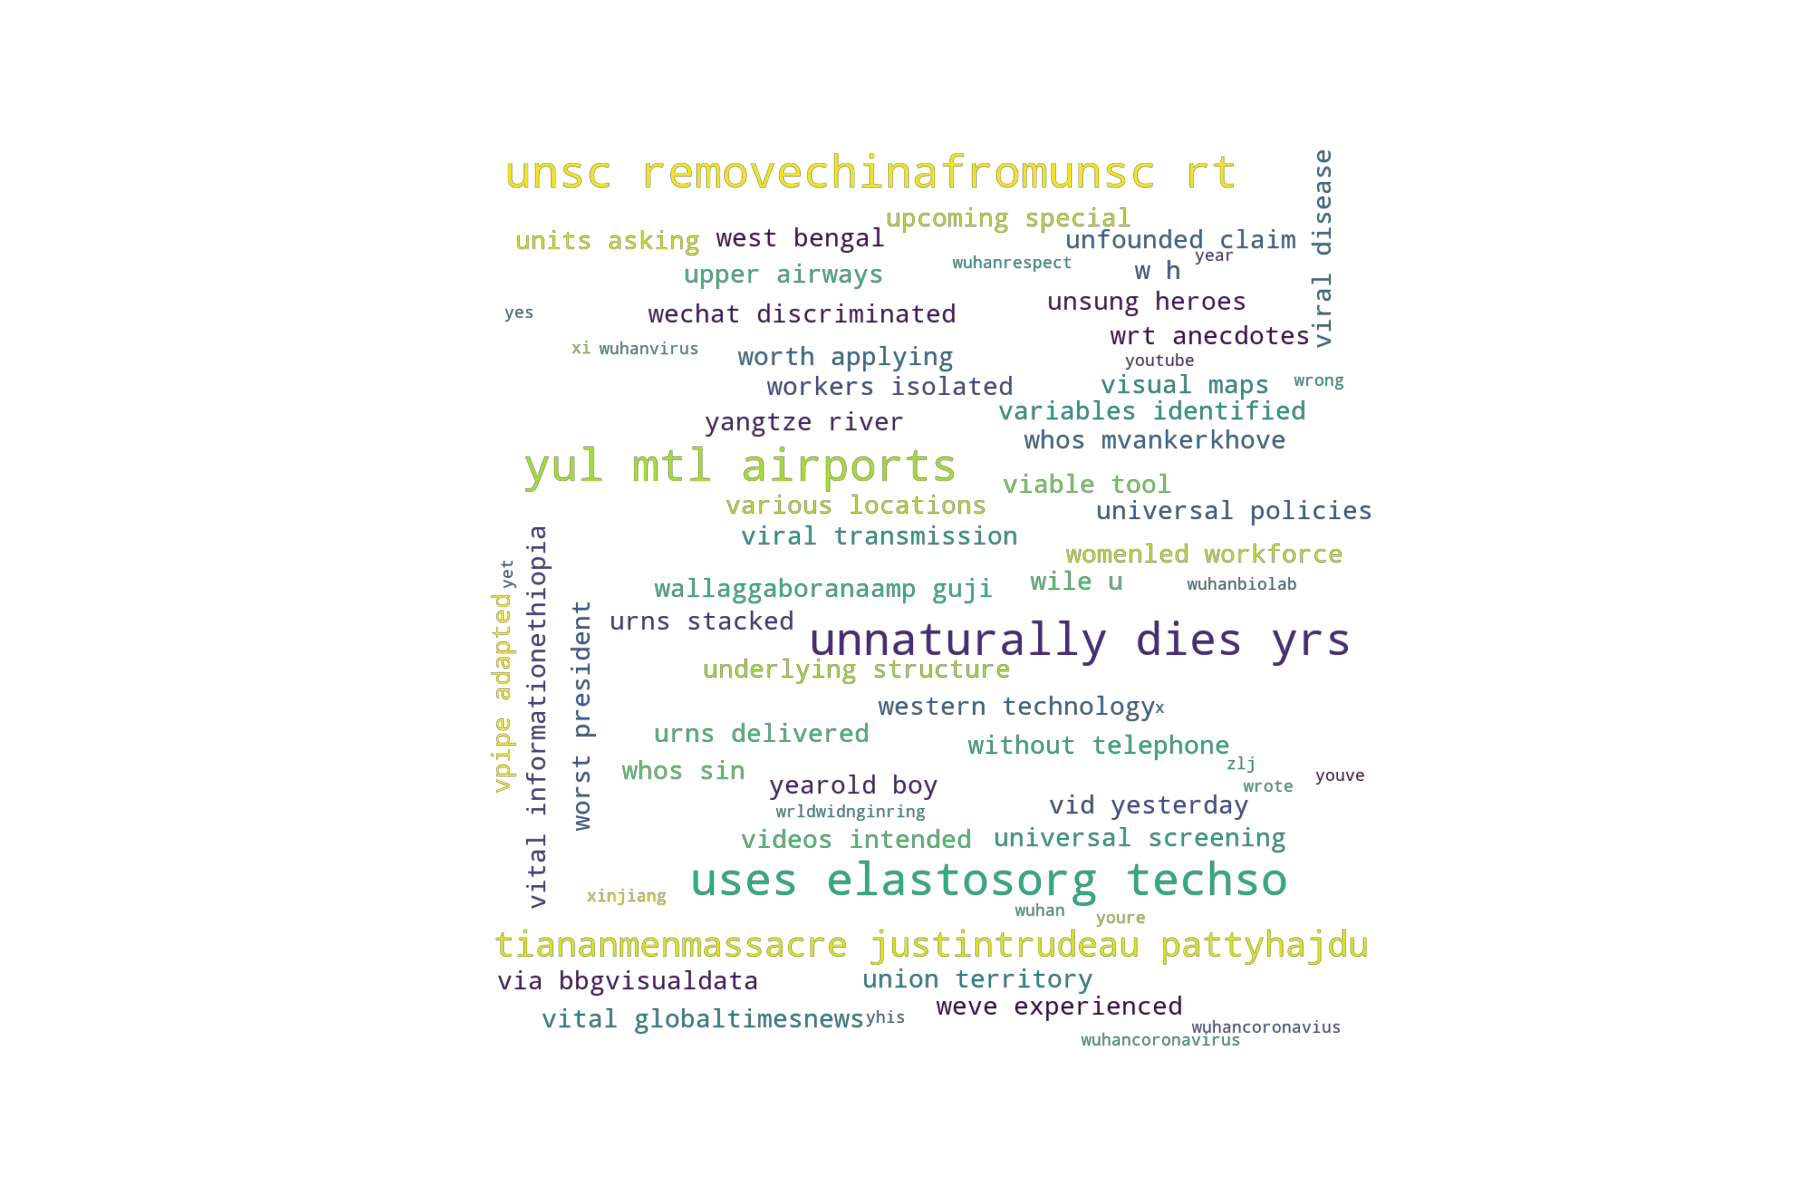 unsc removechinafromunsc rt
viral disease
upcoming special
units asking
west bengal
unfounded claim
year
wuhanrespect
w h
upper airways
unsung heroes
yes
wechat discriminated
wrt anecdotes
xi
wuhanvirus
worth applying
youtube
workers isolated
visual maps
wrong
variables identified
yangtze river
whos mvankerkhove
yul mtl airports
viable tool
various locations
universal policies
viral transmission
womenled workforce
yet
vital informationethiopia
wallaggaboranaamp guji
wile u
wuhanbiolab
vpipe adapted
worst president
urns stacked
unnaturally dies yrs
underlying structure
western technology
x
urns delivered
without telephone
zlj
whos sin
youve
yearold boy
wrote
wrldwidnginring
vid yesterday
videos intended
universal screening
uses elastosorg techso
xinjiang
wuhan
youre
tiananmenmassacre justintrudeau pattyhajdu
via bbgvisualdata
union territory
weve experienced
vital globaltimesnews
yhis
wuhancoronavius
wuhancoronavirus